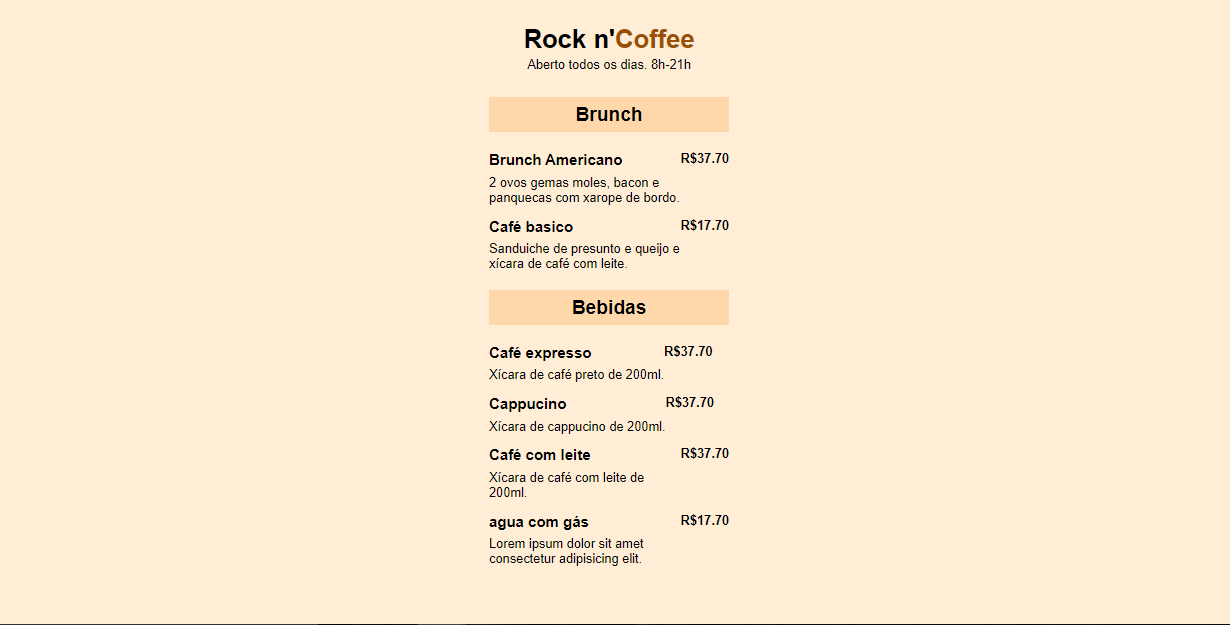 Rock n'Coffee
Aberto todos os dias. 8h-21h
Brunch
Brunch Americano R$37.70
2 ovos gemas moles, bacon e
panquecas com xarope de bordo.
Café basico R$17.70
Sanduiche de presunto e queijo e
xícara de café com leite.
Bebidas
Café expresso R$37.70
Xícara de café preto de 200ml.
Cappucino R$37.70
Xícara de cappucino de 200ml.
Café com leite R$37.70
Xícara de café com leite de
200ml.
agua com gás R$17.70
Lorem ipsum dolor sit amet
consectetur adipisicing elit.